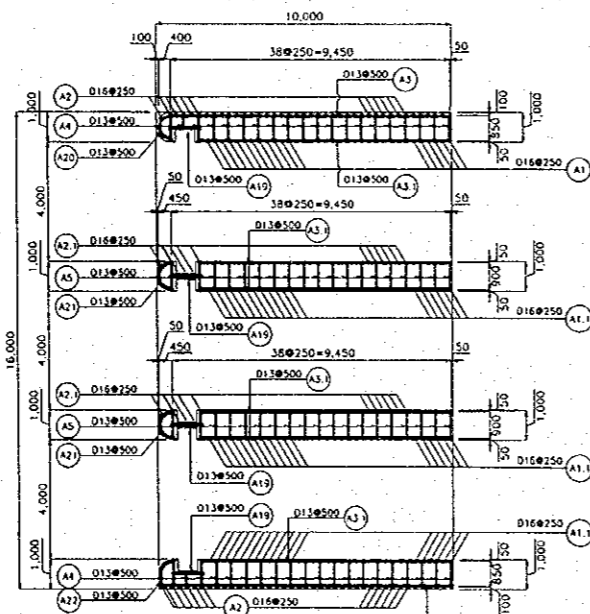 10,000
100 400 38@250=9,450 50
A2 D16@250 D13@500 A3
1,000 A4 D13@500 100 850 1,000
A20 D13@500 D13@500 A19 D13@500 A3.1 50 D16@250 A1
4,000
50 450 38@250=9,450 50
A2.1 D16@250 D13@500 A3.1
1,000 A5 D13@500 50 900 1,000
A21 D13@500 D13@500 A19 50 D16@250 A1.1
16,000
4,000
50 450 38@250=9,450 50
A2.1 D16@250 D13@500 A3.1
1,000 A5 D13@500 50 900 1,000
A21 D13@500 D13@500 A19 50 D16@250 A1.1
4,000
D13@500 A19 D13@500 A3.1 D16@250 A1.1
1,000 A4 D13@500 50 850 1,000
A22 D13@500 A2 D16@250 100